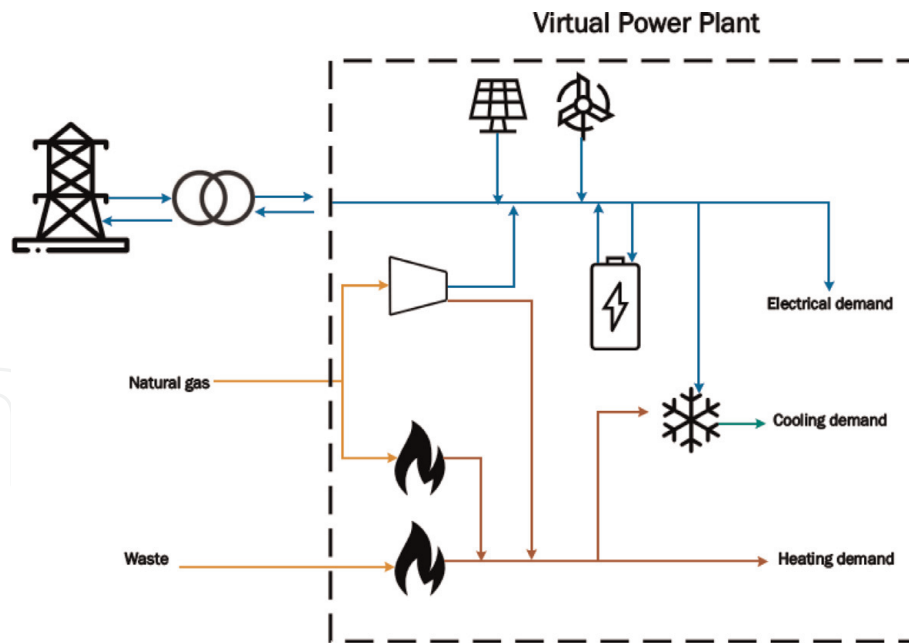 Virtual Power Plant
Electrical demand
Natural gas
Cooling demand
Waste
Heating demand